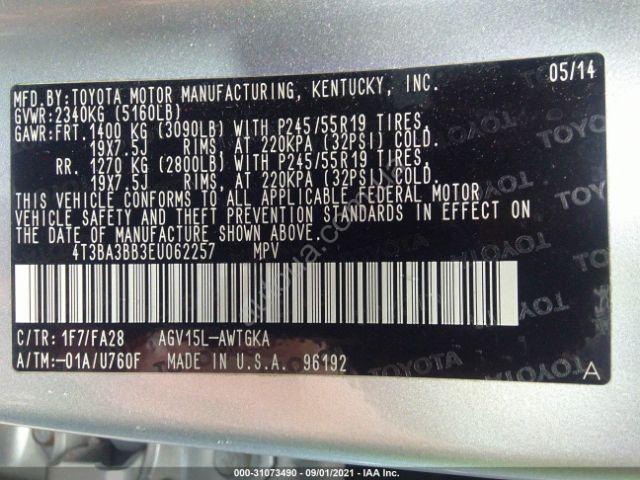 MFD.BY:TOYOTA MOTOR MANUFACTURING, KENTUCKY, INC. 05/14
GVWR:2340KG (5160LB)
GAWR:FRT. 1400 KG (3090LB) WITH P245/55R19 TIRES,
19X7.5J RIMS, AT 220KPA (32PSI) COLD.
RR. 1270 KG (2800LB) WITH P245/55R19 TIRES,
19X7.5J RIMS, AT 220KPA (32PSI) COLD.
THIS VEHICLE CONFORMS TO ALL APPLICABLE FEDERAL MOTOR
VEHICLE SAFETY AND THEFT PREVENTION STANDARDS IN EFFECT ON
THE DATE OF MANUFACTURE SHOWN ABOVE.
4T3BA3BB3EU062257 MPV
C/TR: 1F7/FA28 AGV15L-AWTGKA
A/TM:-01A/U760F MADE IN U.S.A. 96192
A
000-31073490 - 09/01/2021 - IAA Inc.